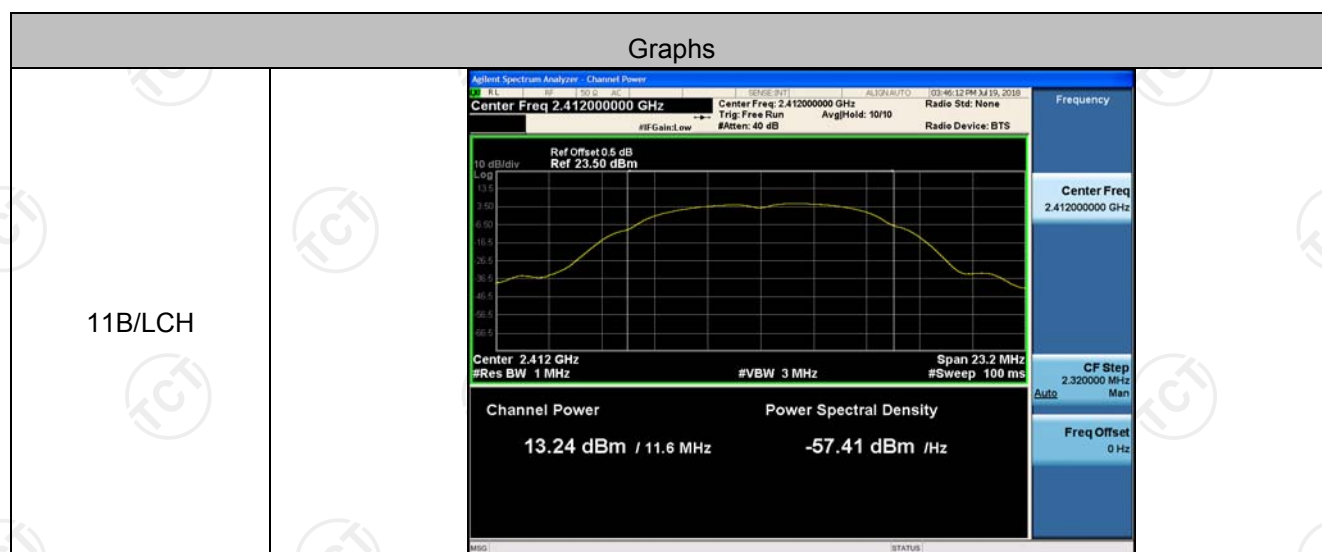 Graphs
11B/LCH
Agilent Spectrum Analyzer - Channel Power
RL RF 50 Ω AC SENSE:INT ALIGNAUTO 03:46:12 PM Jul 19, 2018
Center Freq 2.412000000 GHz
Center Freq: 2.412000000 GHz Radio Std: None
Trig: Free Run Avg|Hold: 10/10
#IFGain:Low #Atten: 40 dB Radio Device: BTS
Ref Offset 0.5 dB
10 dB/div Ref 23.50 dBm
Log
13.5
3.50
-6.50
-16.5
-26.5
-36.5
-46.5
-56.5
-66.5
Center 2.412 GHz Span 23.2 MHz
#Res BW 1 MHz #VBW 3 MHz #Sweep 100 ms
Channel Power Power Spectral Density
13.24 dBm / 11.6 MHz -57.41 dBm /Hz
MSG STATUS
Frequency
Center Freq
2.412000000 GHz
CF Step
2.320000 MHz
Auto Man
Freq Offset
0 Hz
TCT
TCT
TCT
TCT